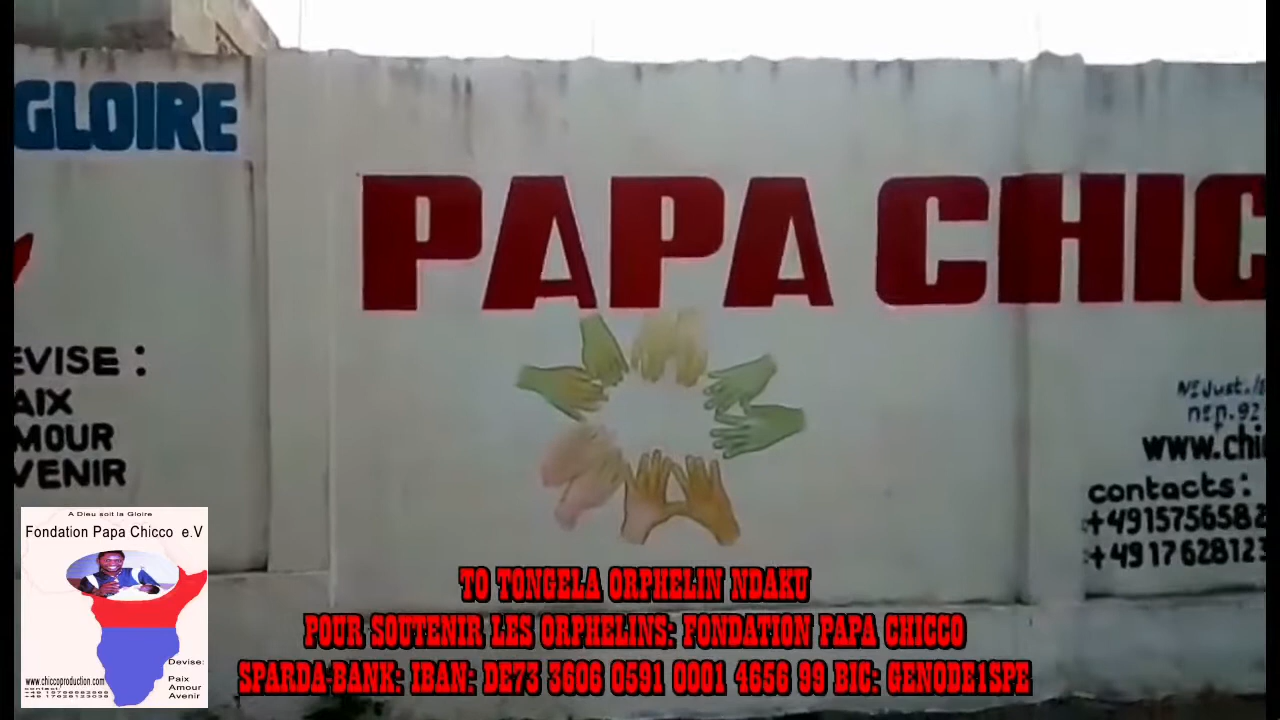 GLOIRE
PAPA CHIC
EVISE :
AIX
MOUR
VENIR
N° Just./
n°p.92
www.chi
contacts:
+4915756582
+4917628123
A Dieu soit la Gloire
Fondation Papa Chicco e.V
Devise:
Paix
Amour
Avenir
www.chiccoproduction.com
TO TONGELA ORPHELIN NDAKU
POUR SOUTENIR LES ORPHELINS: FONDATION PAPA CHICCO
SPARDA-BANK: IBAN: DE73 3606 0591 0001 4656 99 BIC: GENODE1SPE